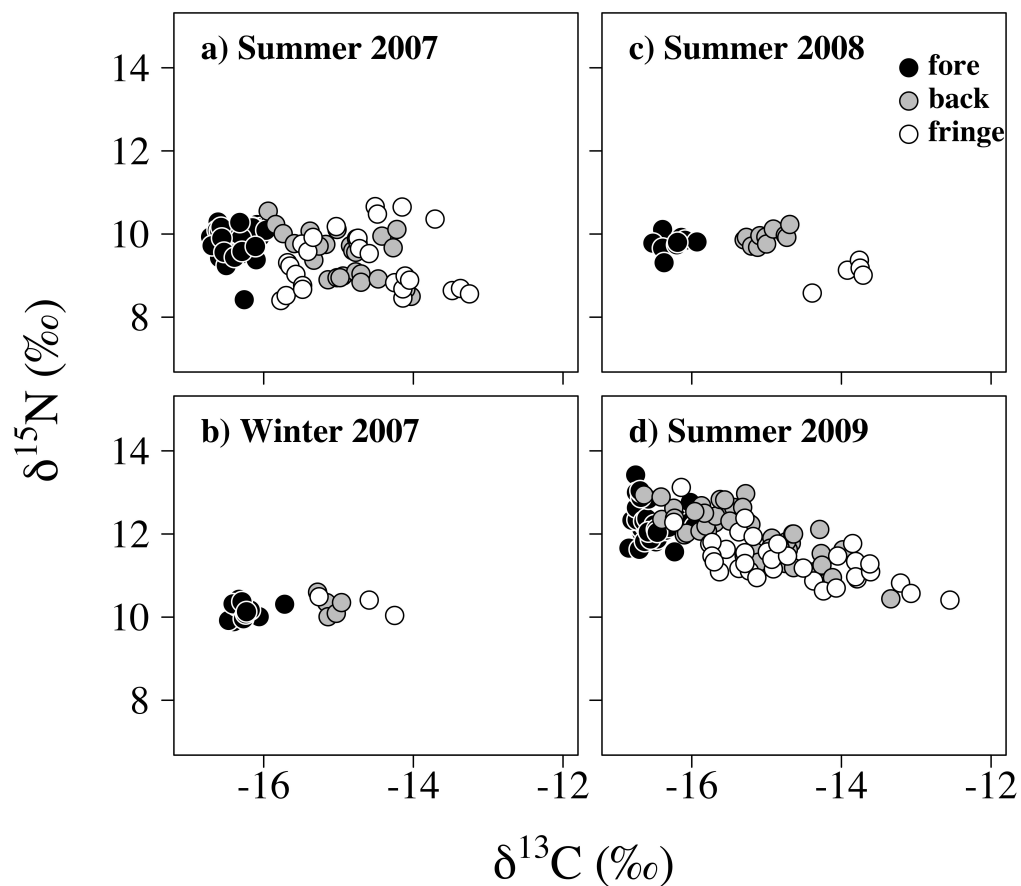 a) Summer 2007
c) Summer 2008
fore
back
fringe
14
12
10
8
b) Winter 2007
d) Summer 2009
14
12
10
8
-16
-14
-12
-16
-14
-12
δ15N (‰)
δ13C (‰)